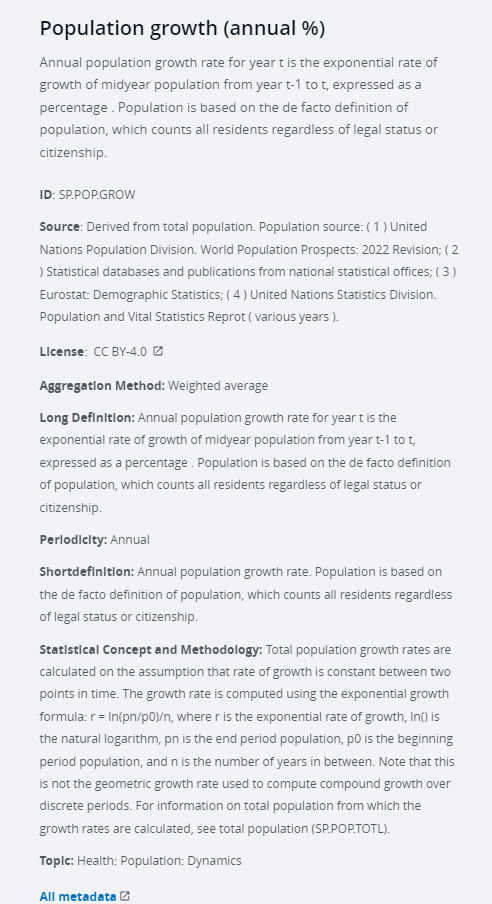 Population growth (annual %)
Annual population growth rate for year t is the exponential rate of
growth of midyear population from year t-1 to t, expressed as a
percentage . Population is based on the de facto definition of
population, which counts all residents regardless of legal status or
citizenship.
ID: SP.POP.GROW
Source: Derived from total population. Population source: ( 1 ) United
Nations Population Division. World Population Prospects: 2022 Revision; ( 2
) Statistical databases and publications from national statistical offices; ( 3 )
Eurostat: Demographic Statistics; ( 4 ) United Nations Statistics Division.
Population and Vital Statistics Reprot ( various years ).
License: CC BY-4.0
Aggregation Method: Weighted average
Long Definition: Annual population growth rate for year t is the
exponential rate of growth of midyear population from year t-1 to t,
expressed as a percentage . Population is based on the de facto definition
of population, which counts all residents regardless of legal status or
citizenship.
Periodicity: Annual
Shortdefinition: Annual population growth rate. Population is based on
the de facto definition of population, which counts all residents regardless
of legal status or citizenship.
Statistical Concept and Methodology: Total population growth rates are
calculated on the assumption that rate of growth is constant between two
points in time. The growth rate is computed using the exponential growth
formula: r = ln(pn/p0)/n, where r is the exponential rate of growth, ln() is
the natural logarithm, pn is the end period population, p0 is the beginning
period population, and n is the number of years in between. Note that this
is not the geometric growth rate used to compute compound growth over
discrete periods. For information on total population from which the
growth rates are calculated, see total population (SP.POP.TOTL).
Topic: Health: Population: Dynamics
All metadata